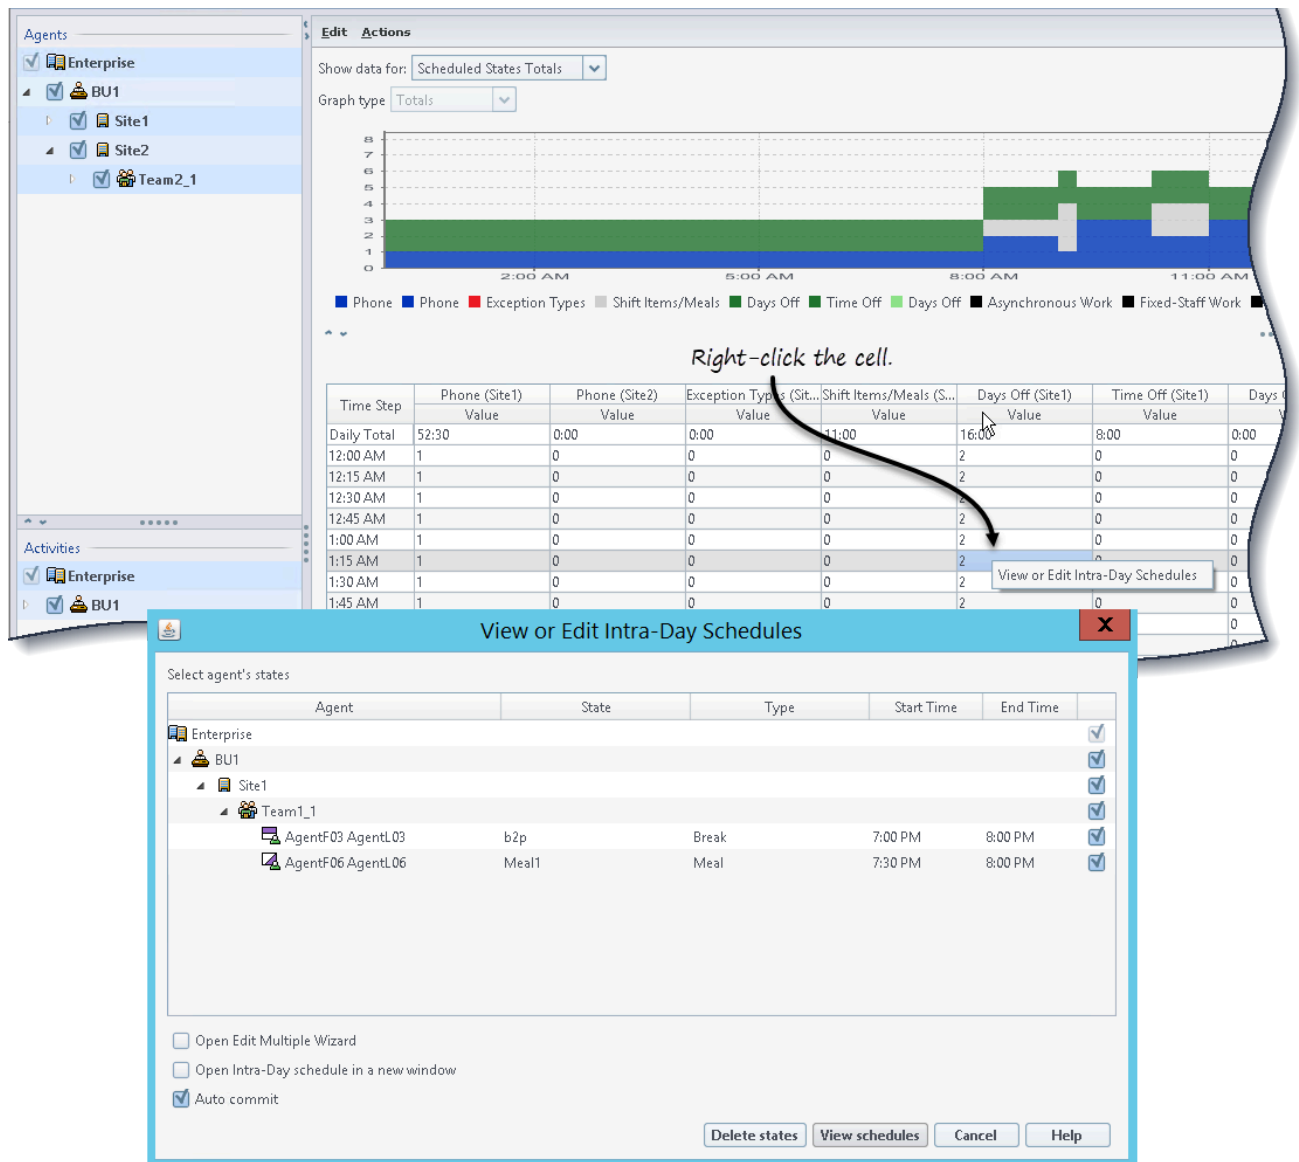 Agents
Enterprise
BU1
Site1
Site2
Team2_1
Activities
Enterprise
BU1
Edit Actions
Show data for: Scheduled States Totals
Graph type Totals
8
7
6
5
4
3
2
1
0
2:00 AM 5:00 AM 8:00 AM 11:00 AM
Phone Phone Exception Types Shift Items/Meals Days Off Time Off Days Off Asynchronous Work Fixed-Staff Work
Right-click the cell.
Time Step Phone (Site1) Phone (Site2) Exception Types (Sit... Shift Items/Meals (S... Days Off (Site1) Time Off (Site1) Days
Value Value Value Value Value Value
Daily Total 52:30 0:00 0:00 11:00 16:00 8:00 0:00
12:00 AM 1 0 0 0 2 0 0
12:15 AM 1 0 0 0 2 0 0
12:30 AM 1 0 0 0 2 0 0
12:45 AM 1 0 0 0 2 0 0
1:00 AM 1 0 0 0 2 0 0
1:15 AM 1 0 0 0 2 0 0
1:30 AM 1 0 0 0 2 0
1:45 AM 1 0 0 0 2 0 0
0
0
View or Edit Intra-Day Schedules
View or Edit Intra-Day Schedules X
Select agent's states
Agent State Type Start Time End Time
Enterprise
BU1
Site1
Team1_1
AgentF03 AgentL03 b2p Break 7:00 PM 8:00 PM
AgentF06 AgentL06 Meal1 Meal 7:30 PM 8:00 PM
Open Edit Multiple Wizard
Open Intra-Day schedule in a new window
Auto commit
Delete states View schedules Cancel Help